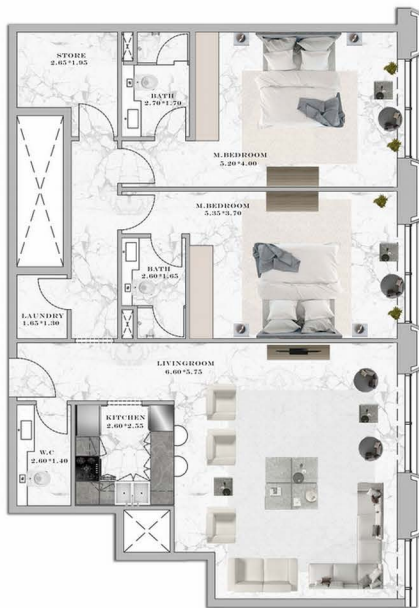 STORE
2.65*1.95
BATH
2.70*1.70
M.BEDROOM
5.20*4.00
M.BEDROOM
5.35*3.70
BATH
2.60*1.65
LAUNDRY
1.65*1.30
LIVINGROOM
6.60*5.75
KITCHEN
2.60*2.55
W.C
2.60*1.40